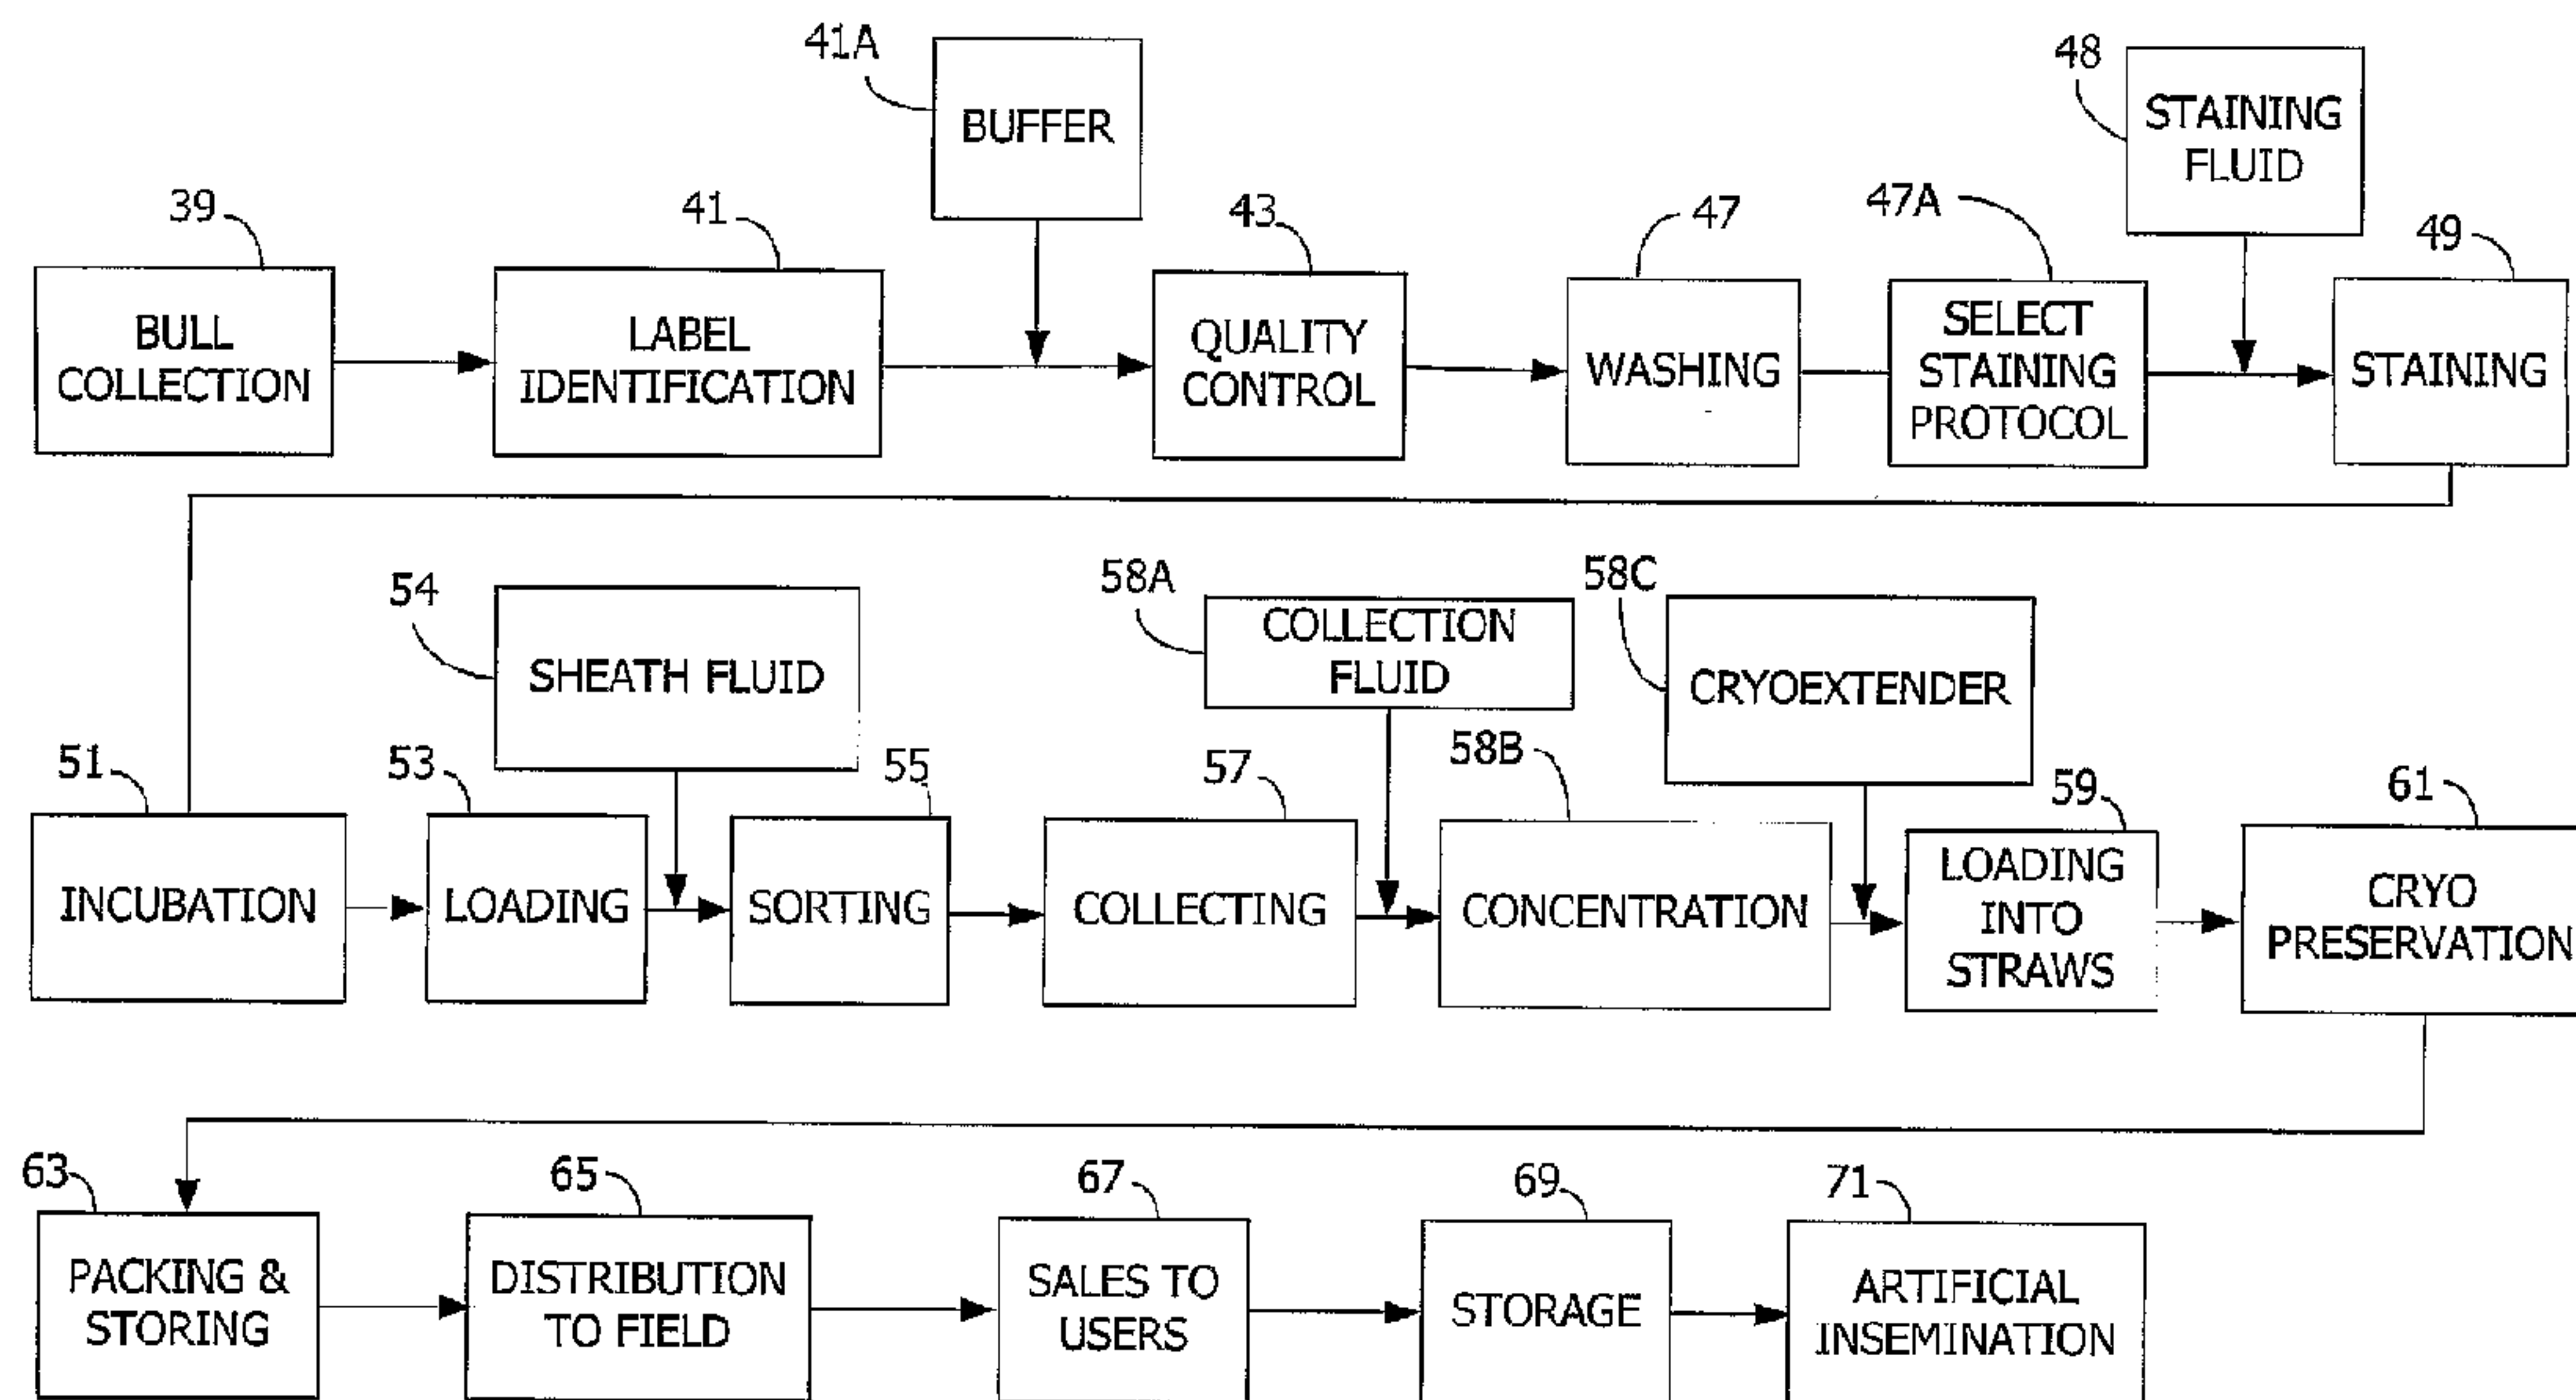 41A
BUFFER
48
STAINING
FLUID
39
BULL
COLLECTION
41
LABEL
IDENTIFICATION
43
QUALITY
CONTROL
47
WASHING
47A
SELECT
STAINING
PROTOCOL
49
STAINING
54
SHEATH FLUID
58A
COLLECTION
FLUID
58C
CRYOEXTENDER
51
INCUBATION
53
LOADING
55
SORTING
57
COLLECTING
58B
CONCENTRATION
59
LOADING
INTO
STRAWS
61
CRYO
PRESERVATION
63
PACKING &
STORING
65
DISTRIBUTION
TO FIELD
67
SALES TO
USERS
69
STORAGE
71
ARTIFICIAL
INSEMINATION